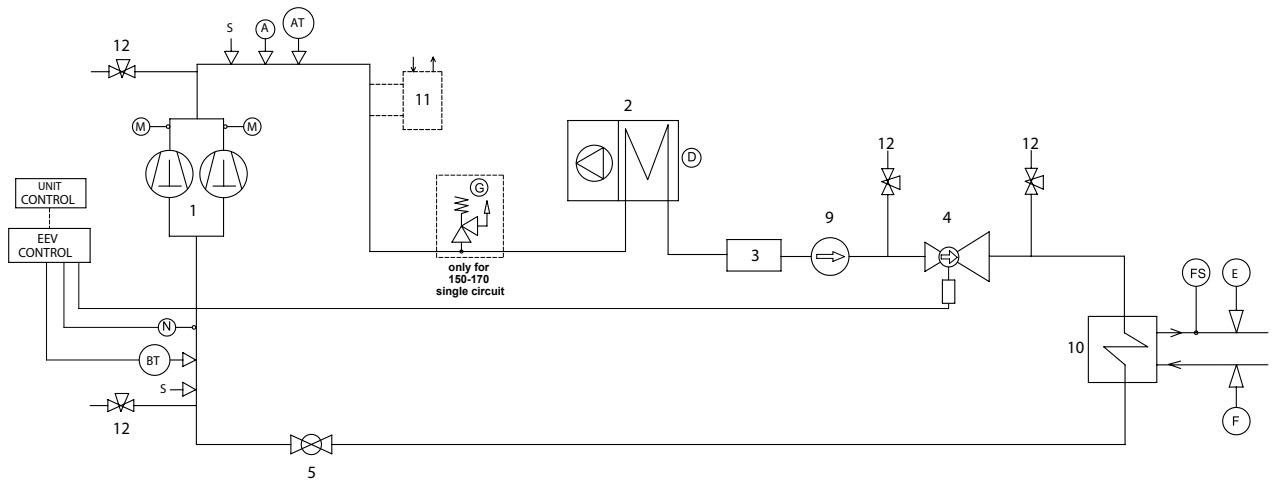 S
A
AT
12
11
2
M
M
D
12
12
UNIT
CONTROL
1
G
9
4
EEV
CONTROL
3
only for
150-170
single circuit
FS
E
N
10
BT
S
12
F
5